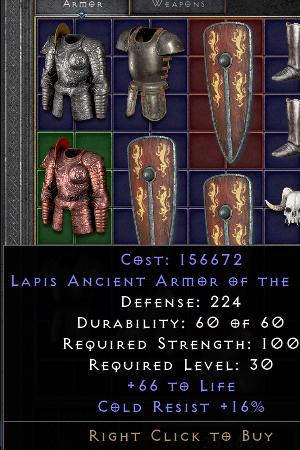 Armor Weapons
Cost: 156672
Lapis Ancient Armor of the
Defense: 224
Durability: 60 of 60
Required Strength: 100
Required Level: 30
+66 to Life
Cold Resist +16%
Right Click to Buy